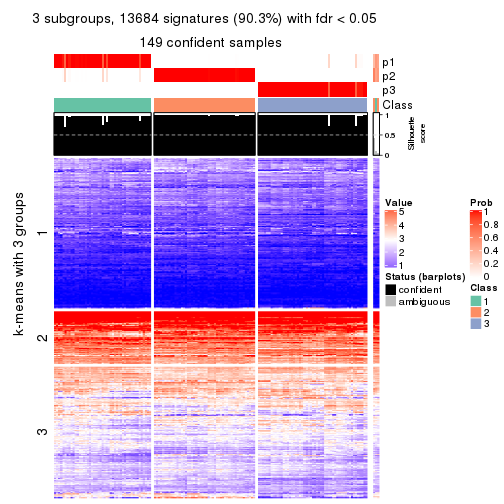 3 subgroups, 13684 signatures (90.3%) with fdr < 0.05
149 confident samples
p1
p2
p3
Class
1
0.5
0
Silhouette
score
k-means with 3 groups
1
2
3
Value
5
4
3
2
1
Status (barplots)
confident
ambiguous
Prob
1
0.8
0.6
0.4
0.2
0
Class
1
2
3